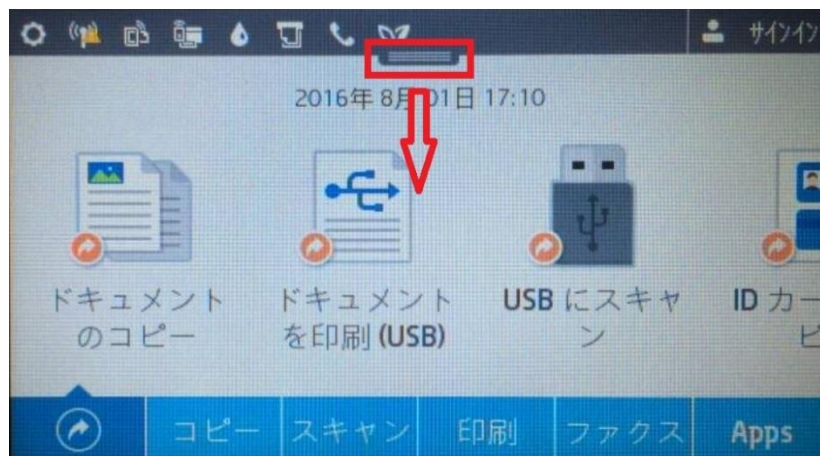 サインイン
2016年 8月 01日 17:10
ドキュメント
のコピー
ドキュメント
を印刷 (USB)
USB にスキャ
ン
ID カー
ピ
コピー
スキャン
印刷
ファクス
Apps